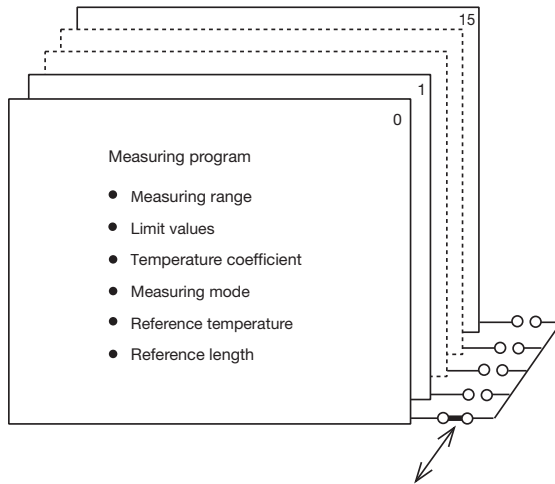 15
1
0
Measuring program
● Measuring range
● Limit values
● Temperature coefficient
● Measuring mode
● Reference temperature
● Reference length